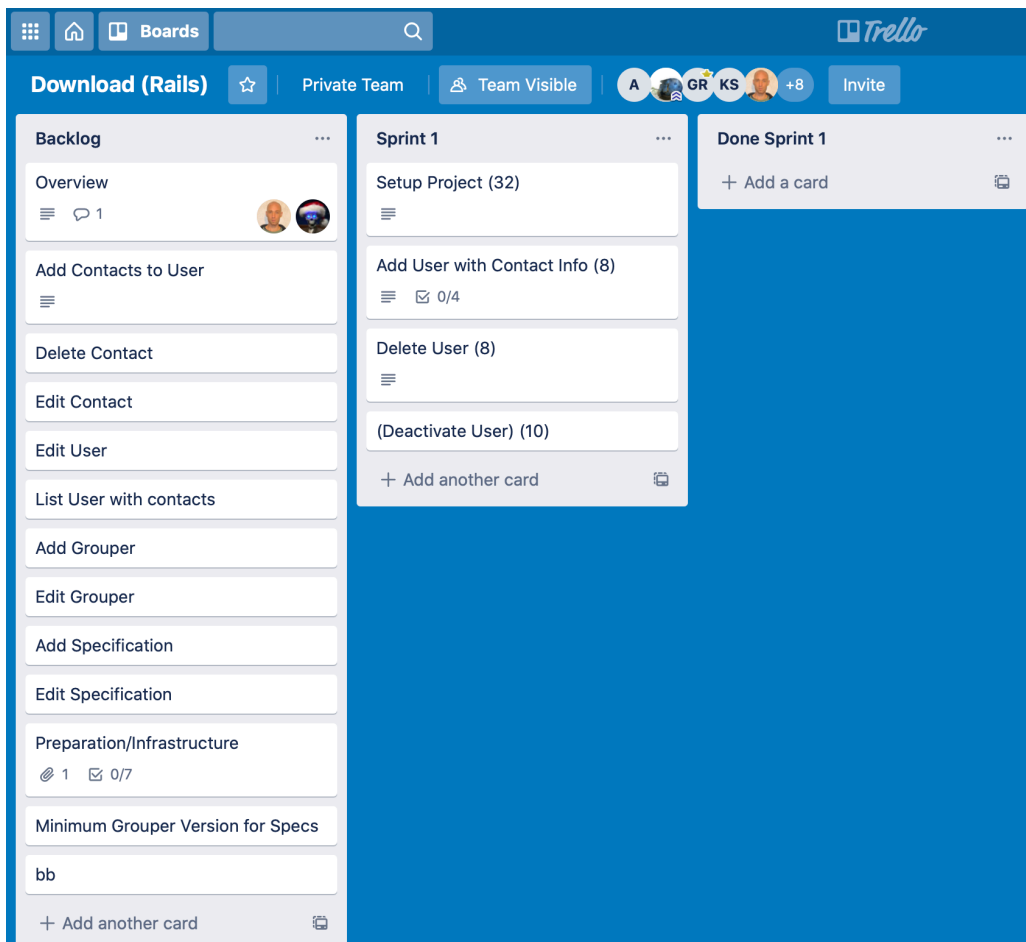 Boards
Trello
Download (Rails)
Private Team
Team Visible
A
GR
KS
+8
Invite
Backlog
Overview
1
Add Contacts to User
Delete Contact
Edit Contact
Edit User
List User with contacts
Add Grouper
Edit Grouper
Add Specification
Edit Specification
Preparation/Infrastructure
1 0/7
Minimum Grouper Version for Specs
bb
+ Add another card
Sprint 1
Setup Project (32)
Add User with Contact Info (8)
0/4
Delete User (8)
(Deactivate User) (10)
+ Add another card
Done Sprint 1
+ Add a card